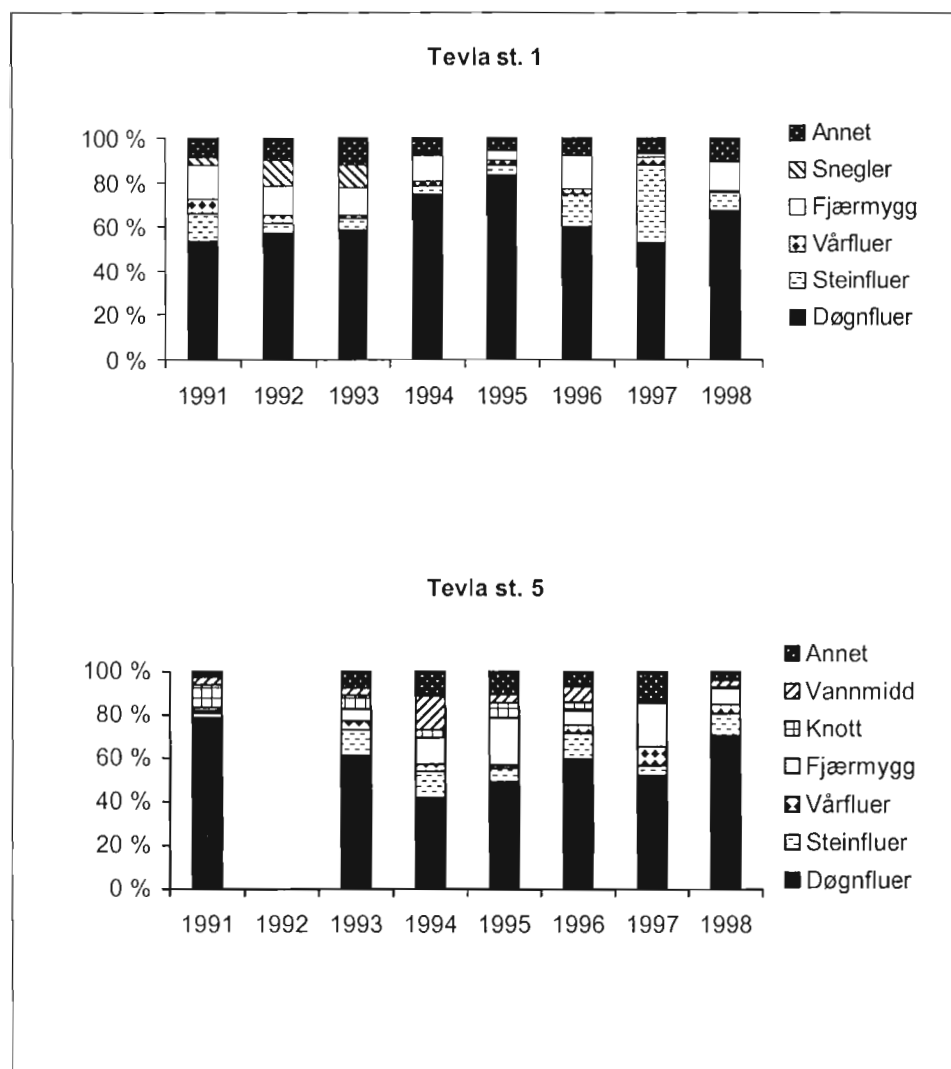 Tevla st. 1
100 %
80 %
60 %
40 %
20 %
0 %
1991 1992 1993 1994 1995 1996 1997 1998
Annet
Snegler
Fjærmygg
Vårfluer
Steinfluer
Døgnfluer
Tevla st. 5
100 %
80 %
60 %
40 %
20 %
0 %
1991 1992 1993 1994 1995 1996 1997 1998
Annet
Vannmidd
Knott
Fjærmygg
Vårfluer
Steinfluer
Døgnfluer